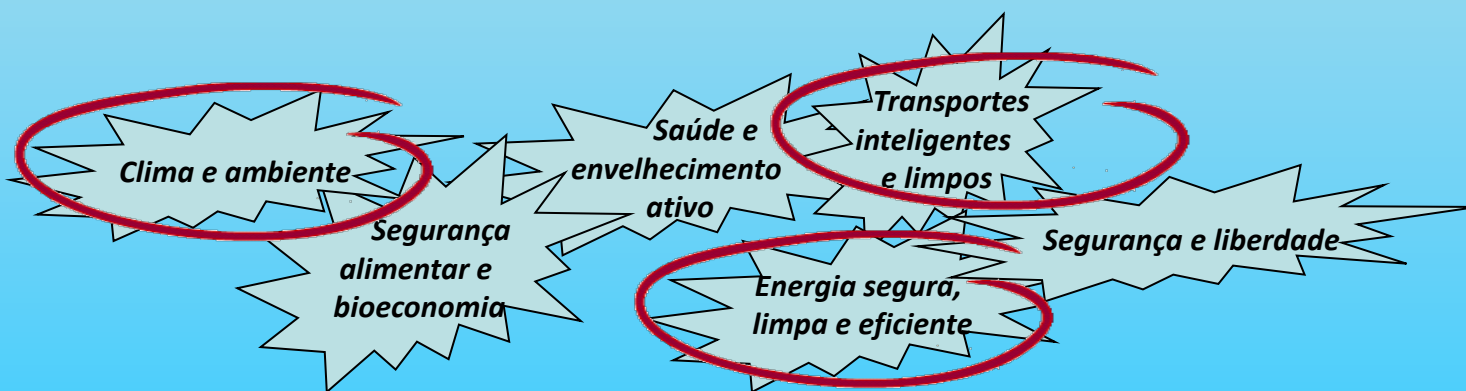 Clima e ambiente
Segurança
alimentar e
bioeconomia
Saúde e
envelhecimento
ativo
Transportes
inteligentes
e limpos
Energia segura,
limpa e eficiente
Segurança e liberdade